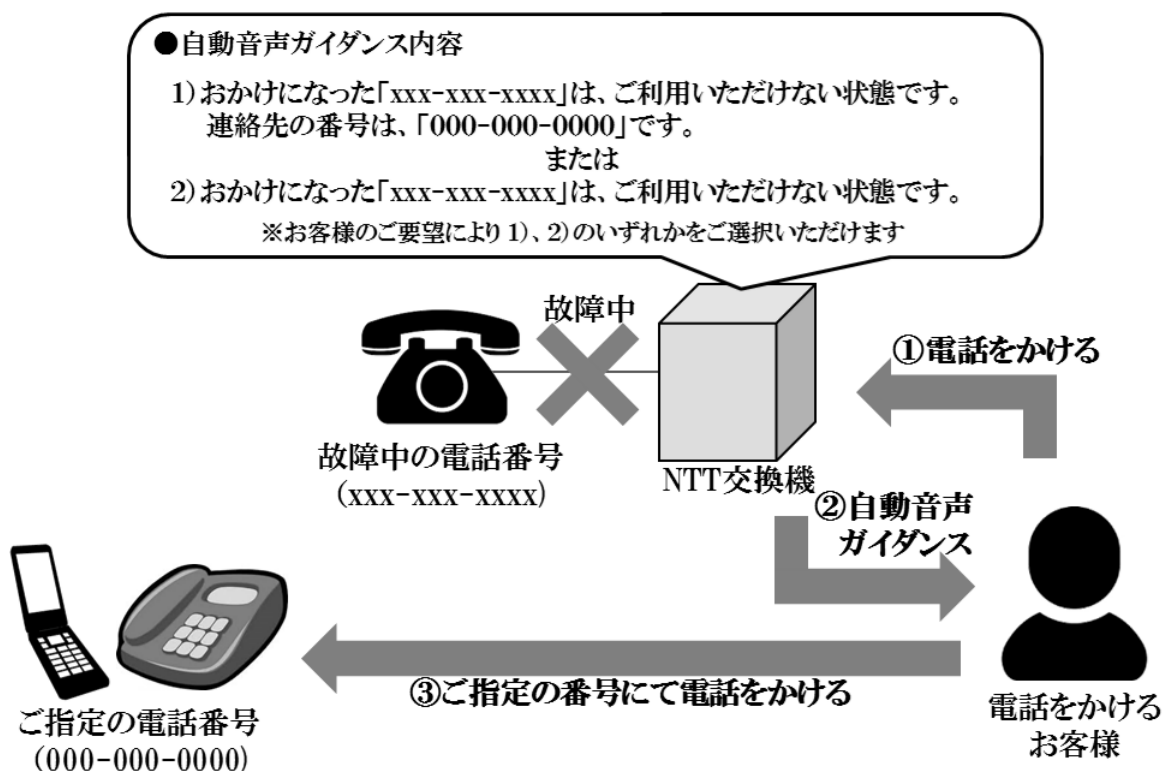 ●自動音声ガイダンス内容
1)おかけになった「xxx-xxx-xxxx」は、ご利用いただけない状態です。
連絡先の番号は、「000-000-0000」です。
または
2)おかけになった「xxx-xxx-xxxx」は、ご利用いただけない状態です。
※お客様のご要望により1)、2)のいずれかをご選択いただけます
故障中
①電話をかける
故障中の電話番号
(xxx-xxx-xxxx)
NTT交換機
②自動音声
ガイダンス
③ご指定の番号にて電話をかける
ご指定の電話番号
(000-000-0000)
電話をかける
お客様